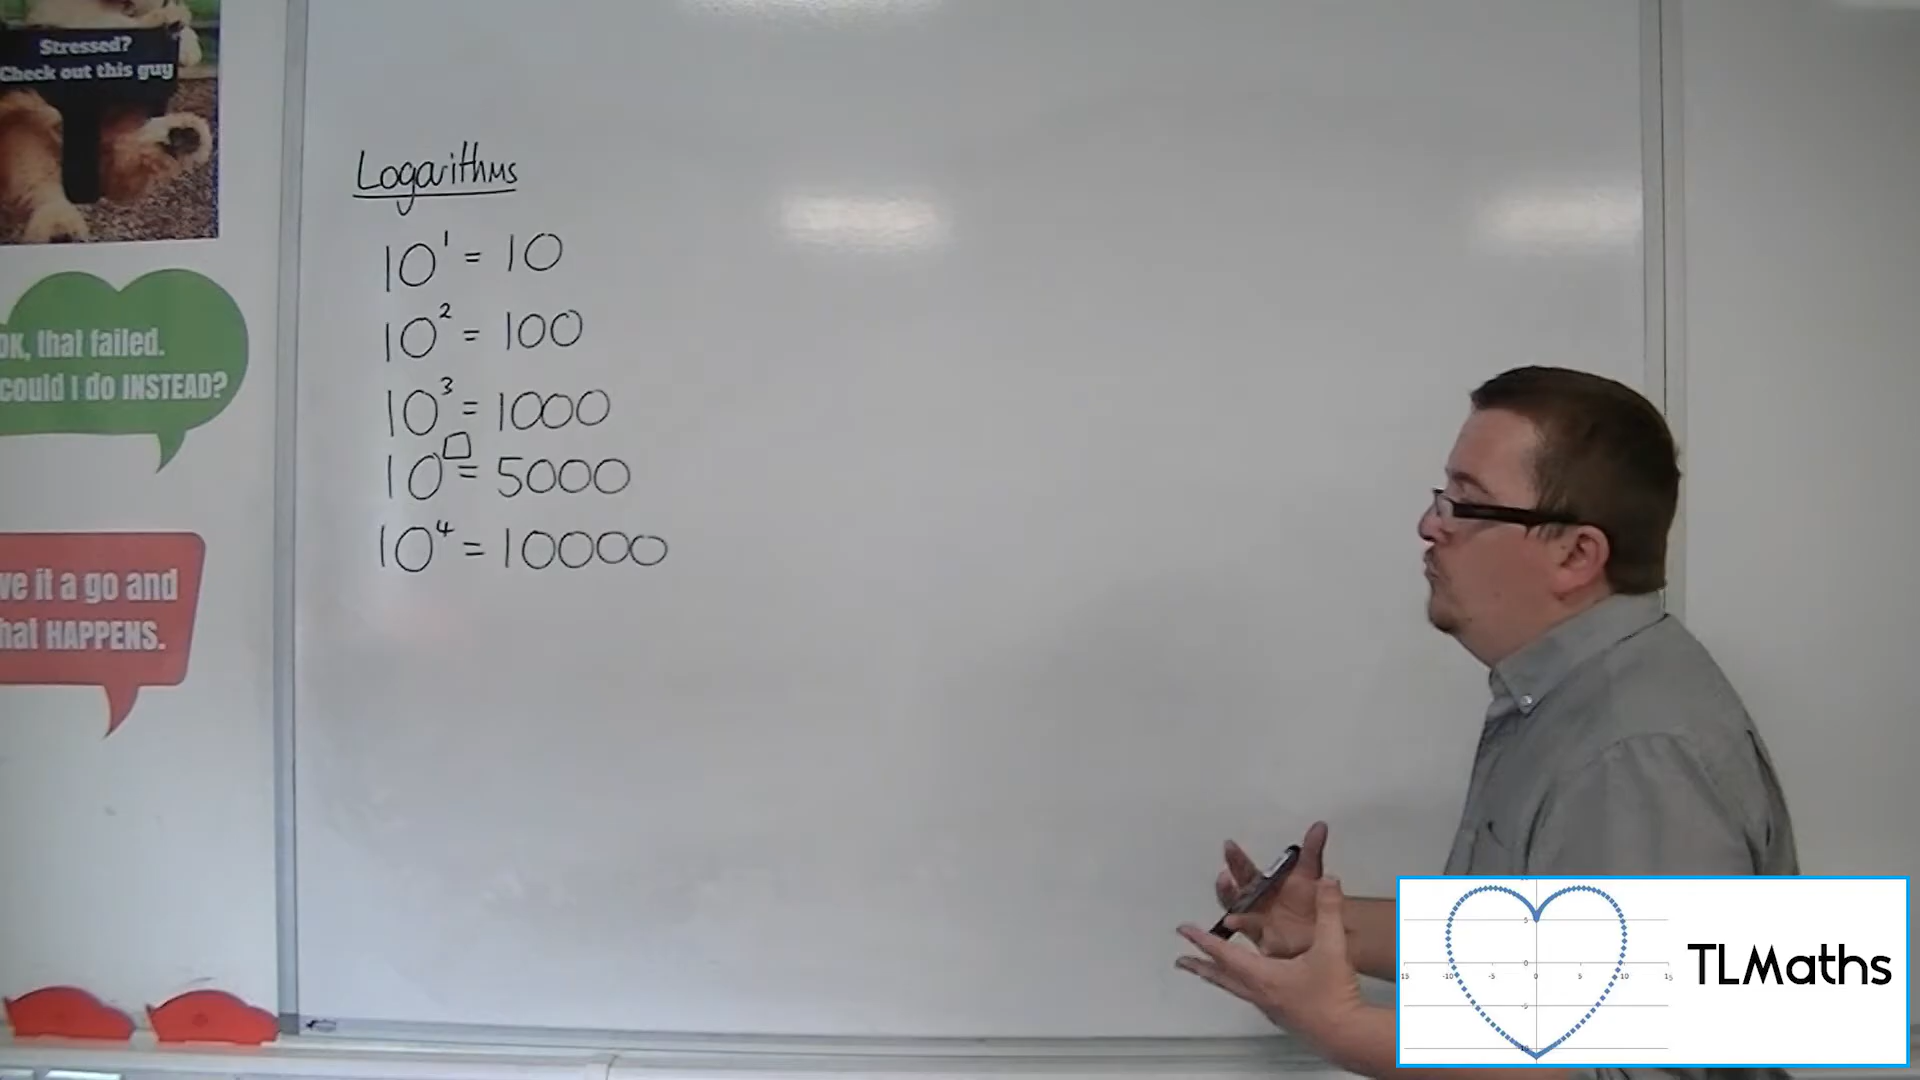 Stressed?
Check out this guy
OK, that failed.
could I do INSTEAD?
ve it a go and
hat HAPPENS.
Logarithms
10¹ = 10
10² = 100
10³ = 1000
10^□ = 5000
10⁴ = 10000
TLMaths